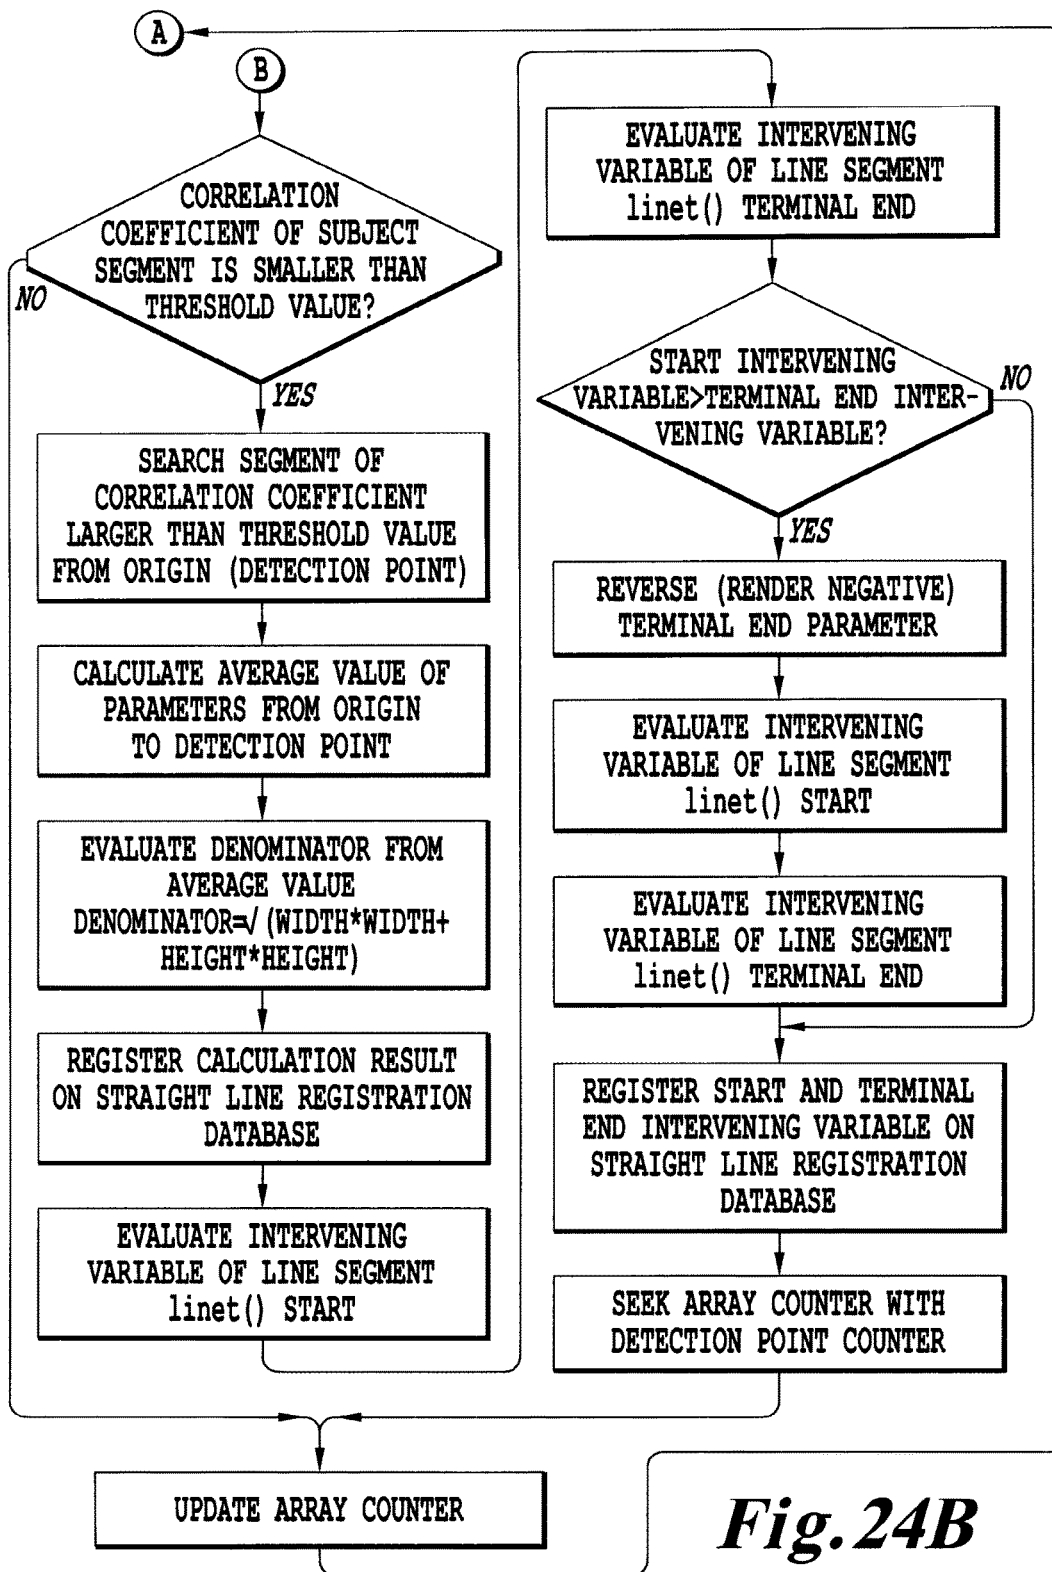 A
B
CORRELATION
COEFFICIENT OF SUBJECT
SEGMENT IS SMALLER THAN
THRESHOLD VALUE?
NO
YES
SEARCH SEGMENT OF
CORRELATION COEFFICIENT
LARGER THAN THRESHOLD VALUE
FROM ORIGIN (DETECTION POINT)
CALCULATE AVERAGE VALUE OF
PARAMETERS FROM ORIGIN
TO DETECTION POINT
EVALUATE DENOMINATOR FROM
AVERAGE VALUE
DENOMINATOR=√(WIDTH*WIDTH+
HEIGHT*HEIGHT)
REGISTER CALCULATION RESULT
ON STRAIGHT LINE REGISTRATION
DATABASE
EVALUATE INTERVENING
VARIABLE OF LINE SEGMENT
linet() START
EVALUATE INTERVENING
VARIABLE OF LINE SEGMENT
linet() TERMINAL END
START INTERVENING
VARIABLE>TERMINAL END INTER-
VENING VARIABLE?
NO
YES
REVERSE (RENDER NEGATIVE)
TERMINAL END PARAMETER
EVALUATE INTERVENING
VARIABLE OF LINE SEGMENT
linet() START
EVALUATE INTERVENING
VARIABLE OF LINE SEGMENT
linet() TERMINAL END
REGISTER START AND TERMINAL
END INTERVENING VARIABLE ON
STRAIGHT LINE REGISTRATION
DATABASE
SEEK ARRAY COUNTER WITH
DETECTION POINT COUNTER
UPDATE ARRAY COUNTER
Fig.24B